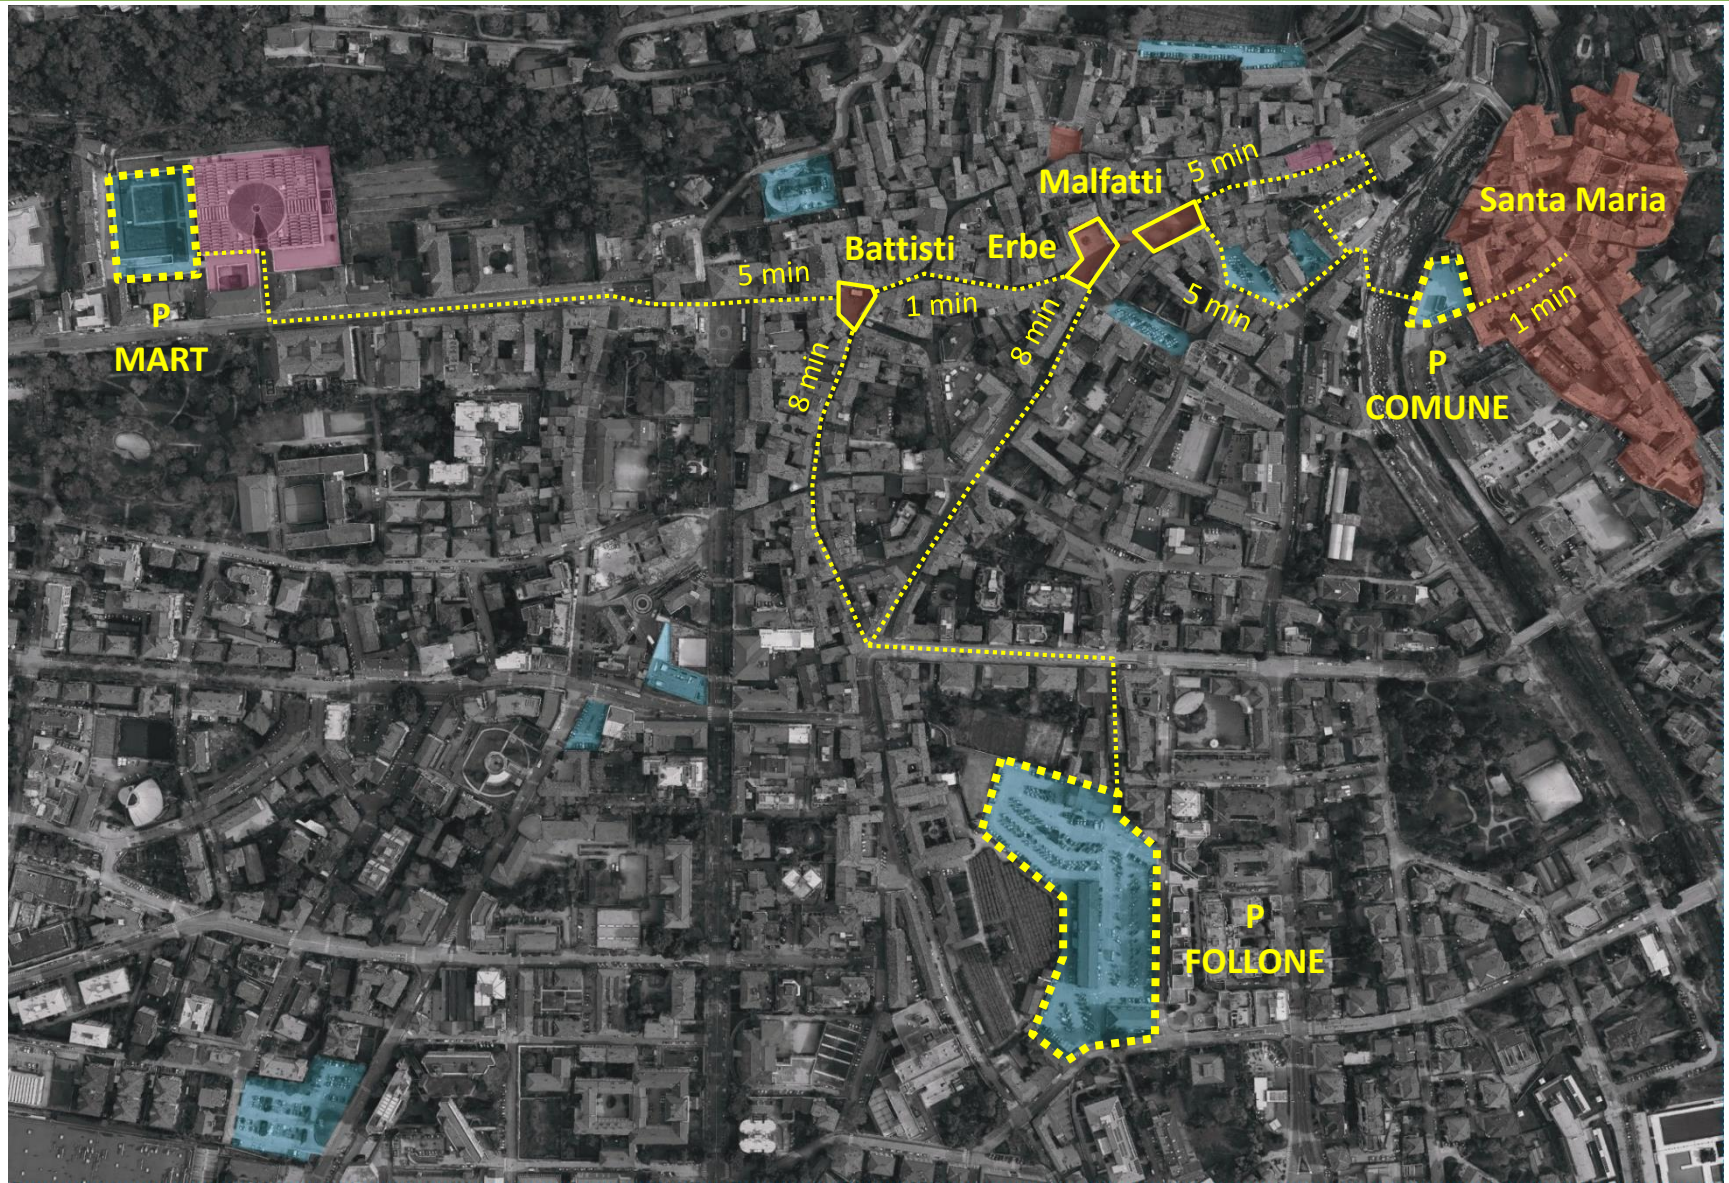 5 min
Malfatti
Santa Maria
Battisti
Erbe
5 min
1 min
5 min
1 min
P
MART
8 min
8 min
P
COMUNE
P
FOLLONE